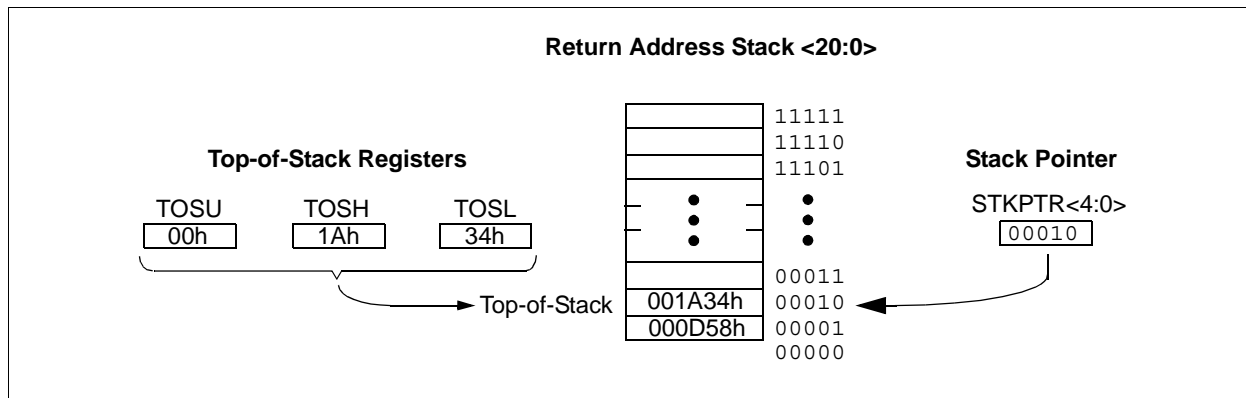 Return Address Stack <20:0>
Top-of-Stack Registers
TOSU TOSH TOSL
00h 1Ah 34h
11111
11110
11101
Stack Pointer
STKPTR<4:0>
00010
00011
Top-of-Stack 001A34h 00010
000D58h 00001
00000